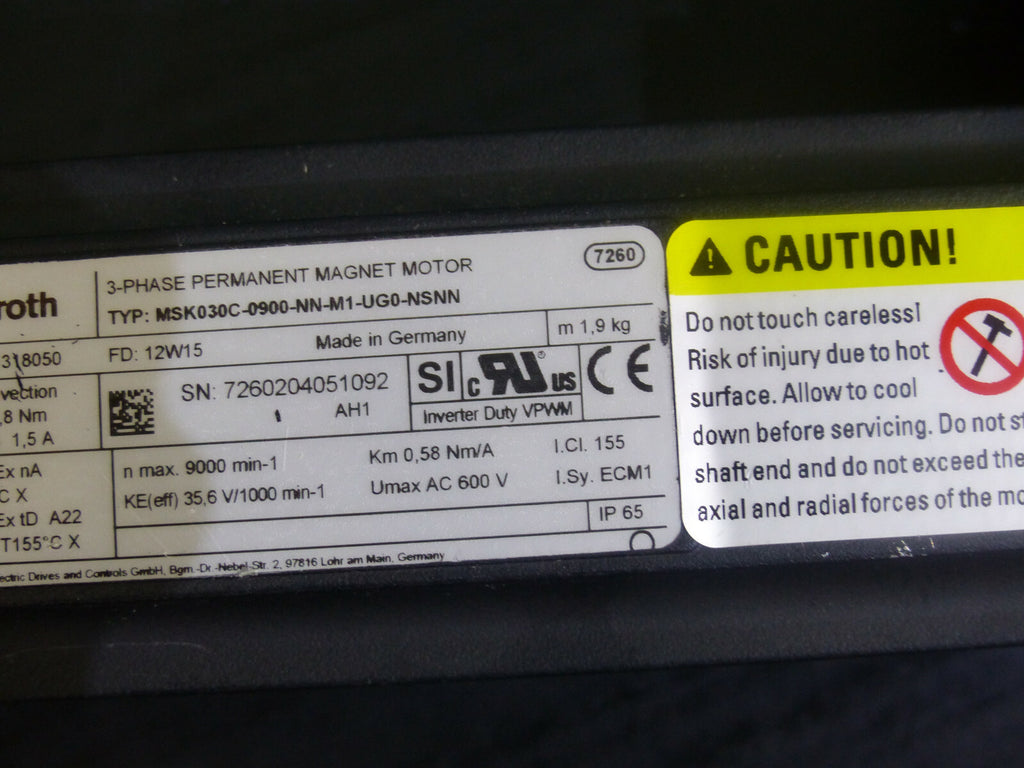 roth
3-PHASE PERMANENT MAGNET MOTOR
7260
TYP: MSK030C-0900-NN-M1-UG0-NSNN
318050
FD: 12W15
Made in Germany
m 1,9 kg
vection
,8 Nm
1,5 A
SN: 7260204051092
AH1
SI
c RU ® US
CE
Inverter Duty VPWM
Ex nA
C X
Ex tD A22
T155°C X
n max. 9000 min-1
Km 0,58 Nm/A
I.Cl. 155
KE(eff) 35,6 V/1000 min-1
Umax AC 600 V
I.Sy. ECM1
IP 65
ectric Drives and Controls GmbH, Bgm.-Dr.-Nebel-Str. 2, 97816 Lohr am Main, Germany
CAUTION!
Do not touch careless!
Risk of injury due to hot
surface. Allow to cool
down before servicing. Do not st
shaft end and do not exceed the
axial and radial forces of the mo